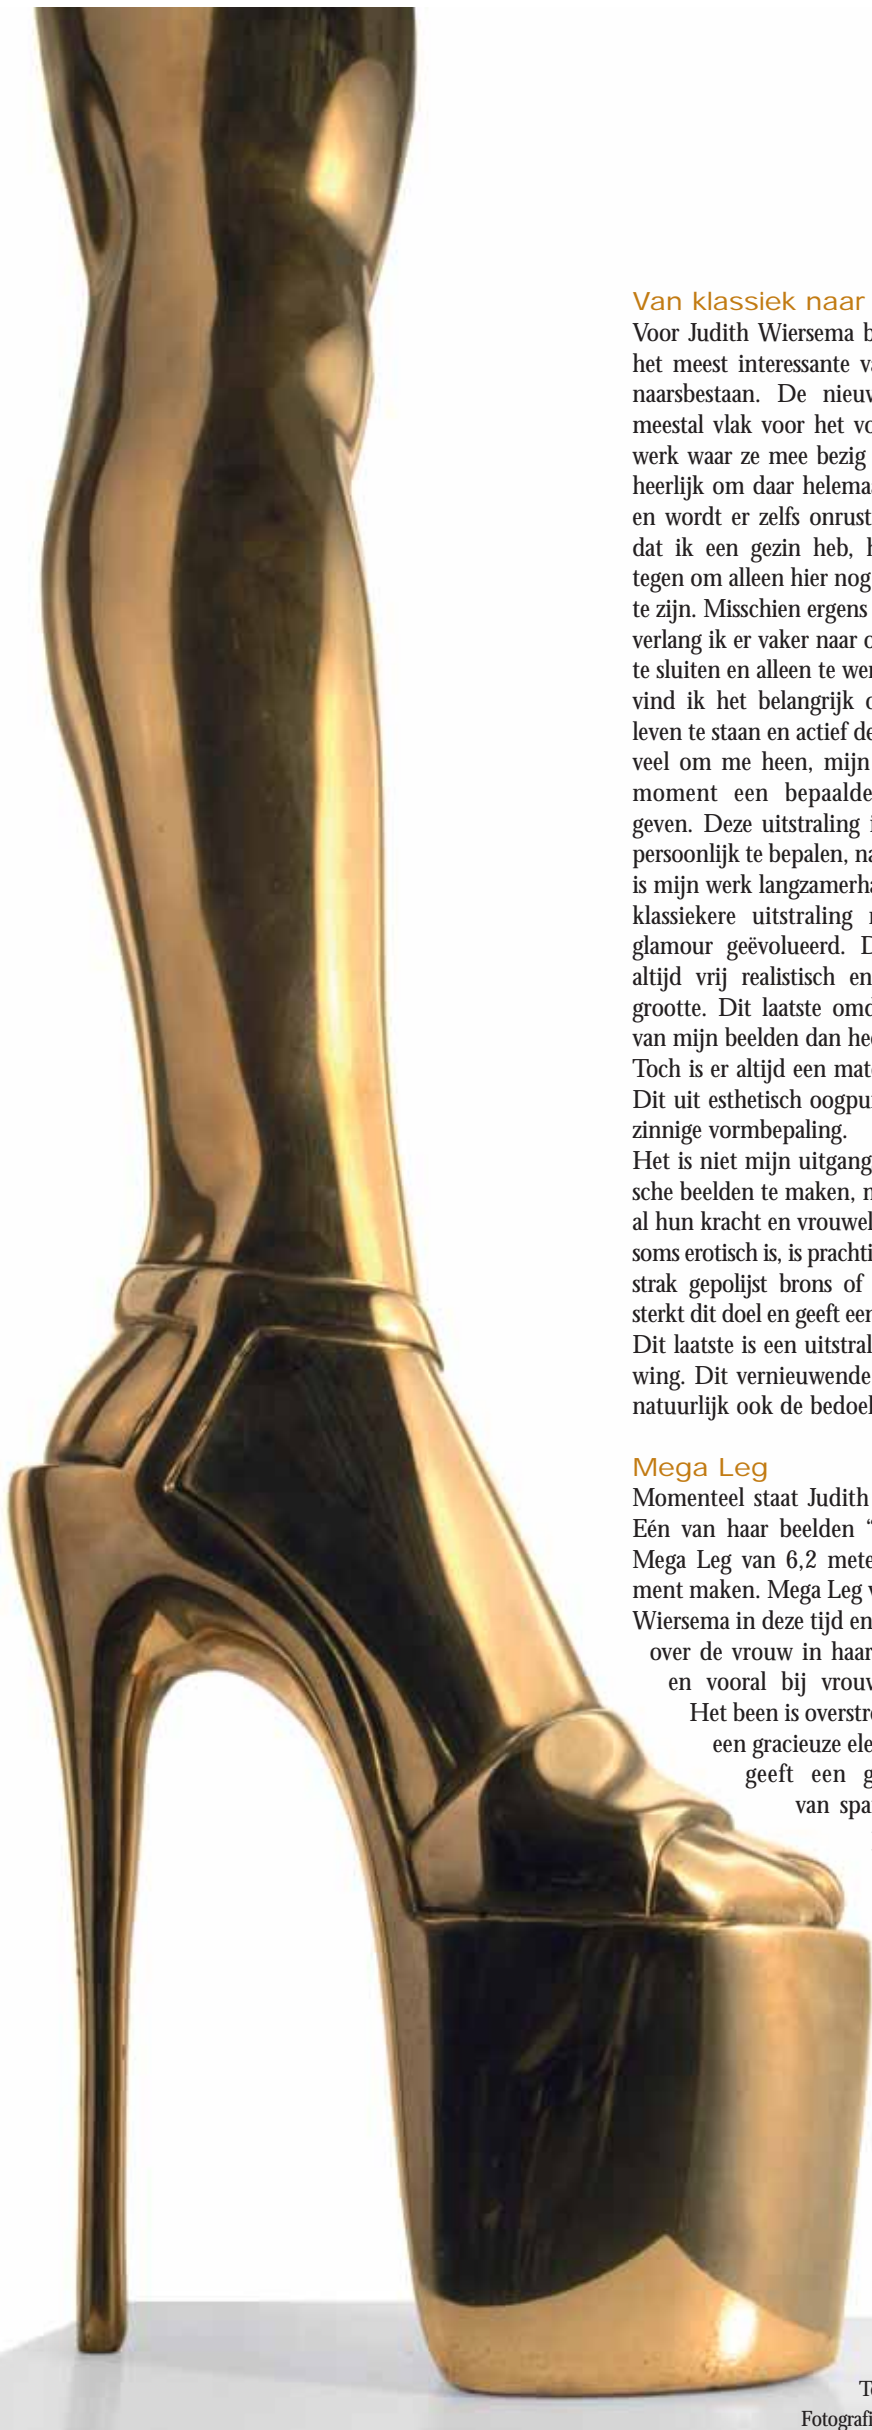 Van klassiek naar
Voor Judith Wiersema b
het meest interessante va
naarsbestaan. De nieuw
meestal vlak voor het vo
werk waar ze mee bezig
heerlijk om daar helemaa
en wordt er zelfs onrust
dat ik een gezin heb, h
tegen om alleen hier nog
te zijn. Misschien ergens
verlang ik er vaker naar o
te sluiten en alleen te wer
vind ik het belangrijk o
leven te staan en actief de
veel om me heen, mijn
moment een bepaalde
geven. Deze uitstraling i
persoonlijk te bepalen, na
is mijn werk langzamerha
klassiekere uitstraling n
glamour geëvolueerd. D
altijd vrij realistisch en
grootte. Dit laatste omd
van mijn beelden dan hee
Toch is er altijd een mate
Dit uit esthetisch oogpun
zinnige vormbepaling.
Het is niet mijn uitgang
sche beelden te maken, n
al hun kracht en vrouwel
soms erotisch is, is prachti
strak gepolijst brons of
sterkt dit doel en geeft een
Dit laatste is een uitstral
wing. Dit vernieuwende
natuurlijk ook de bedoel
Mega Leg
Momenteel staat Judith
Eén van haar beelden “
Mega Leg van 6,2 mete
ment maken. Mega Leg v
Wiersema in deze tijd en
over de vrouw in haar
en vooral bij vrouw
Het been is overstre
een gracieuze ele
geeft een g
van spa
Te
Fotografi